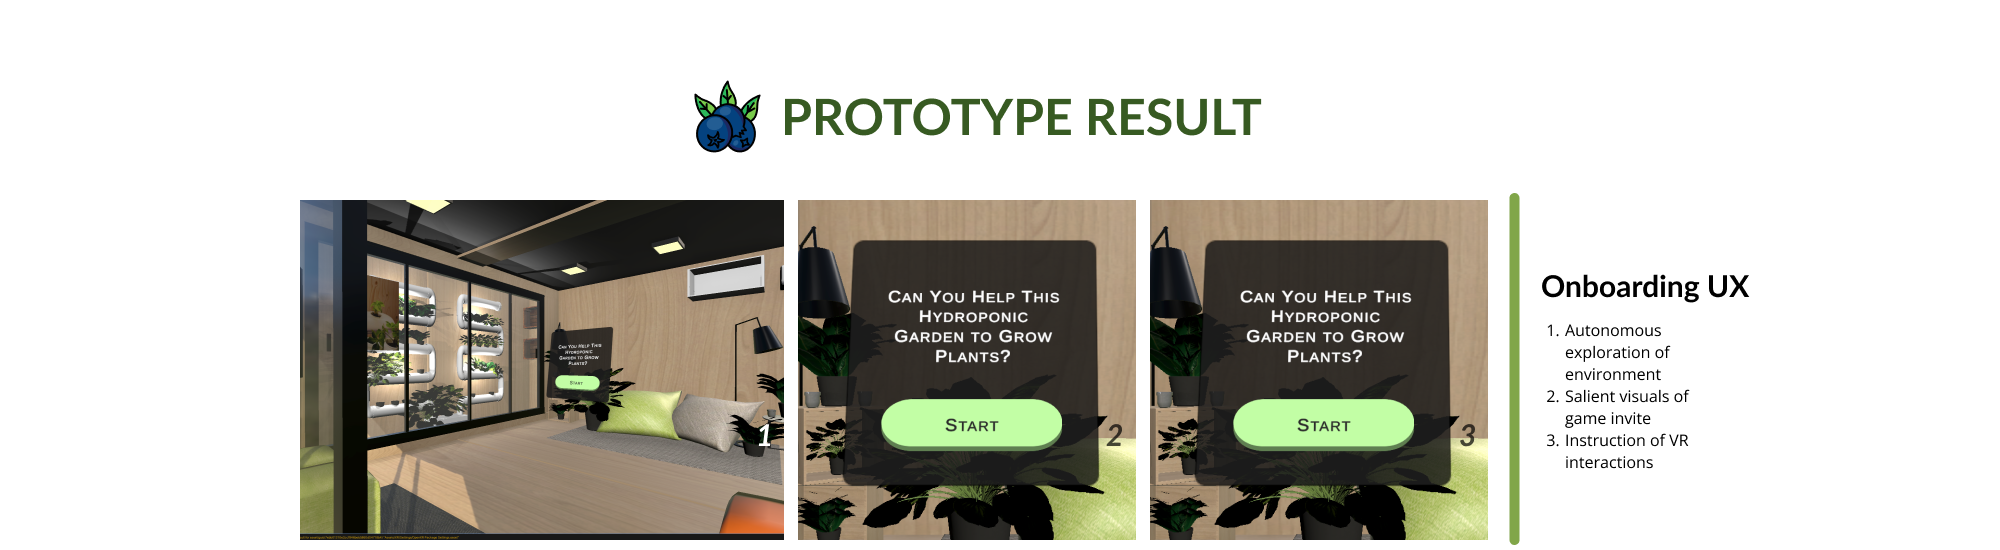 PROTOTYPE RESULT
CAN YOU HELP THIS
HYDROPONIC
GARDEN TO GROW
PLANTS?
START
1
CAN YOU HELP THIS
HYDROPONIC
GARDEN TO GROW
PLANTS?
START
2
CAN YOU HELP THIS
HYDROPONIC
GARDEN TO GROW
PLANTS?
START
3
Onboarding UX
1. Autonomous
exploration of
environment
2. Salient visuals of
game invite
3. Instruction of VR
interactions